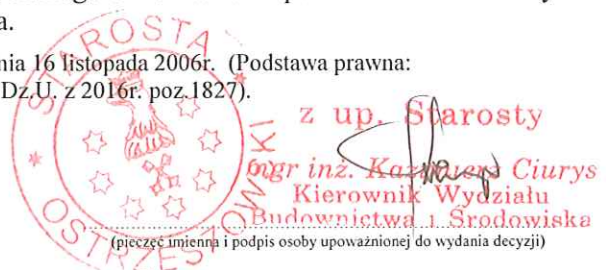 a.
nia 16 listopada 2006r. (Podstawa prawna:
Dz.U. z 2016r. poz.1827).
STAROSTA
OSTRZESZOWSKI
z up. Starosty
mgr inż. Ciurys
Kierownik Wydziału
Budownictwa i Środowiska
(pieczęć imienna i podpis osoby upoważnionej do wydania decyzji)